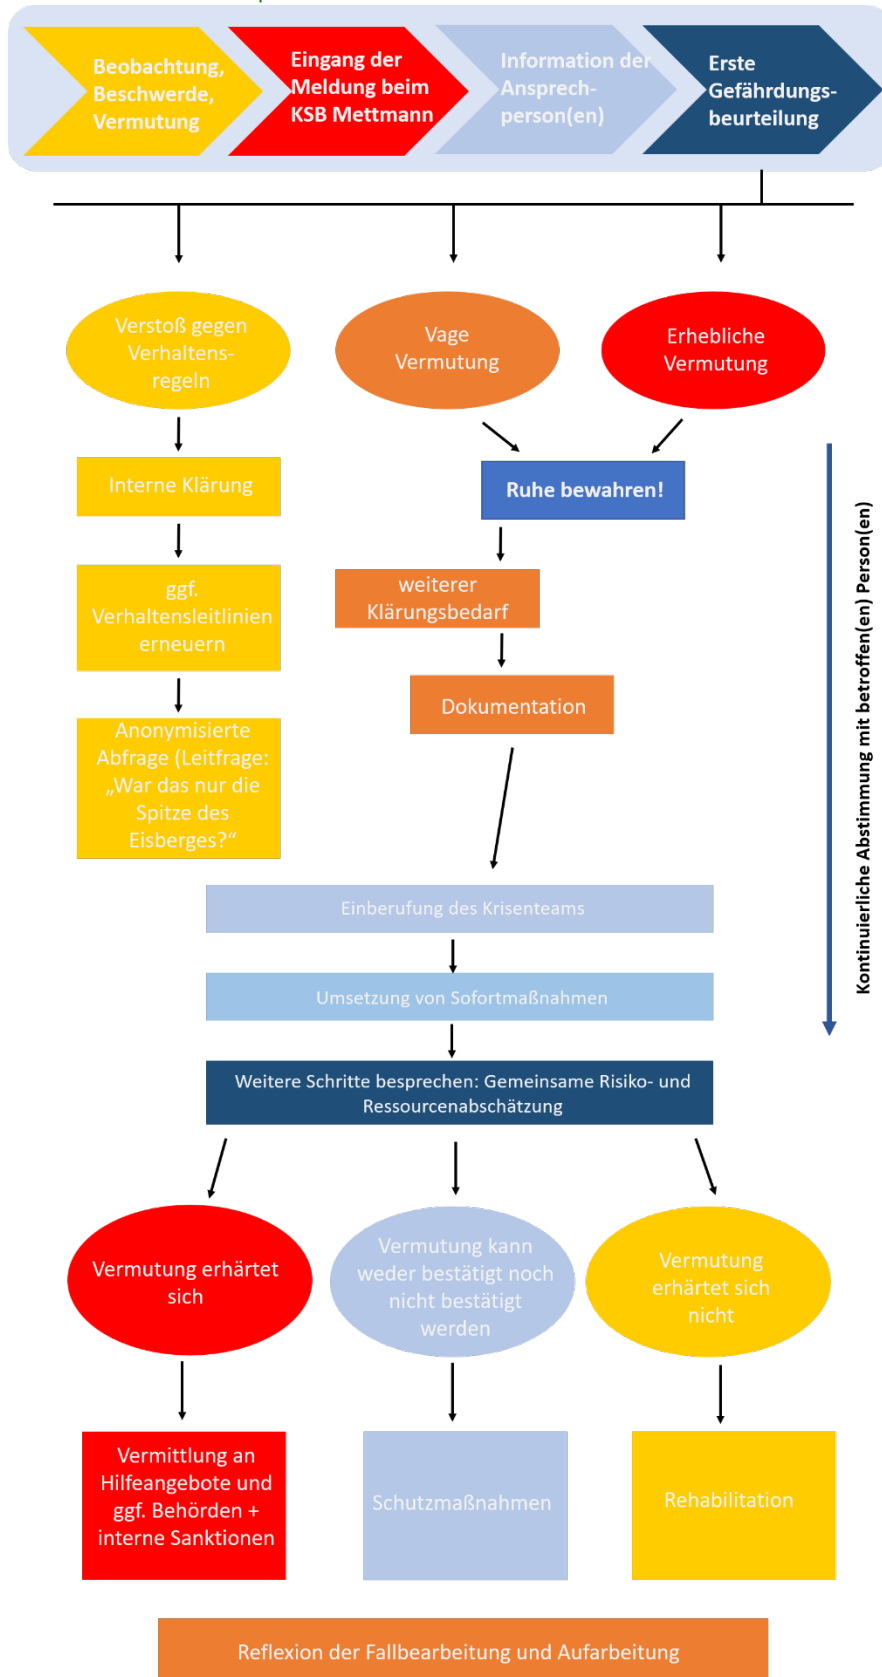 Beobachtung,
Beschwerde,
Vermutung
Eingang der
Meldung beim
KSB Mettmann
Information der
Ansprech-
person(en)
Erste
Gefährdungs-
beurteilung
Verstoß gegen
Verhaltens-
regeln
Vage
Vermutung
Erhebliche
Vermutung
Interne Klärung
Ruhe bewahren!
ggf.
Verhaltensleitlinien
erneuern
weiterer
Klärungsbedarf
Dokumentation
Anonymisierte
Abfrage (Leitfrage:
„War das nur die
Spitze des
Eisberges?“
Kontinuierliche Abstimmung mit betroffen(en) Person(en)
Einberufung des Krisenteams
Umsetzung von Sofortmaßnahmen
Weitere Schritte besprechen: Gemeinsame Risiko- und
Ressourcenabschätzung
Vermutung erhärtet
sich
Vermutung kann
weder bestätigt noch
nicht bestätigt
werden
Vermutung
erhärtet sich
nicht
Vermittlung an
Hilfeangebote und
ggf. Behörden +
interne Sanktionen
Schutzmaßnahmen
Rehabilitation
Reflexion der Fallbearbeitung und Aufarbeitung